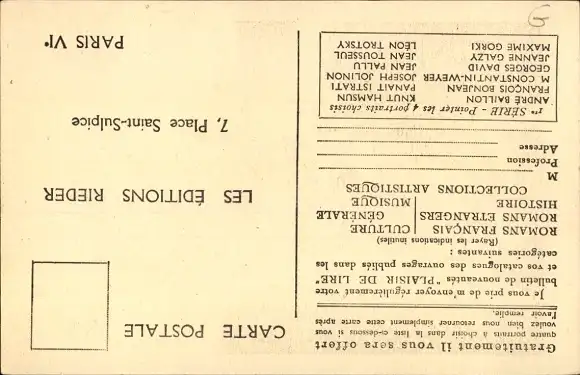 Gratuitement il vous sera offert
quatre portraits à choisir dans la liste ci-dessous si vous
voulez bien nous retourner simplement cette carte après
l'avoir remplie.
Je vous prie de m'envoyer régulièrement votre
bulletin de nouveautés "PLAISIR DE LIRE"
et vos catalogues des ouvrages publiés dans les
catégories suivantes :
(Rayer les indications inutiles)
ROMANS FRANÇAIS
ROMANS ÉTRANGERS
HISTOIRE
CULTURE
GÉNÉRALE
MUSIQUE
COLLECTIONS ARTISTIQUES
M
Profession
Adresse
1re SÉRIE - Pointer les 4 portraits choisis
ANDRÉ BAILLON
FRANÇOIS BONJEAN
M. CONSTANTIN-WEYER
GEORGES DAVID
JEANNE GALZY
MAXIME GORKI
KNUT HAMSUN
PANAIT ISTRATI
JOSEPH JOLINON
JEAN PALLU
JEAN TOUSSEUL
LÉON TROTSKY
CARTE POSTALE
LES ÉDITIONS RIEDER
7, Place Saint-Sulpice
PARIS VIe
G